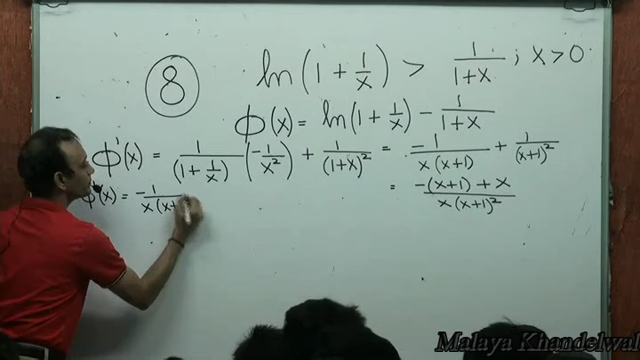 8 ln(1 + 1/x) > 1/(1+x) ; x > 0
ϕ(x) = ln(1 + 1/x) − 1/(1+x)
ϕ'(x) = 1/(1 + 1/x) (−1/x²) + 1/(1+x)² = −1/(x(x+1)) + 1/(x+1)²
= (−(x+1) + x)/(x(x+1)²)
ϕ'(x) = −1/(x(x+
Malaya Khandelwal